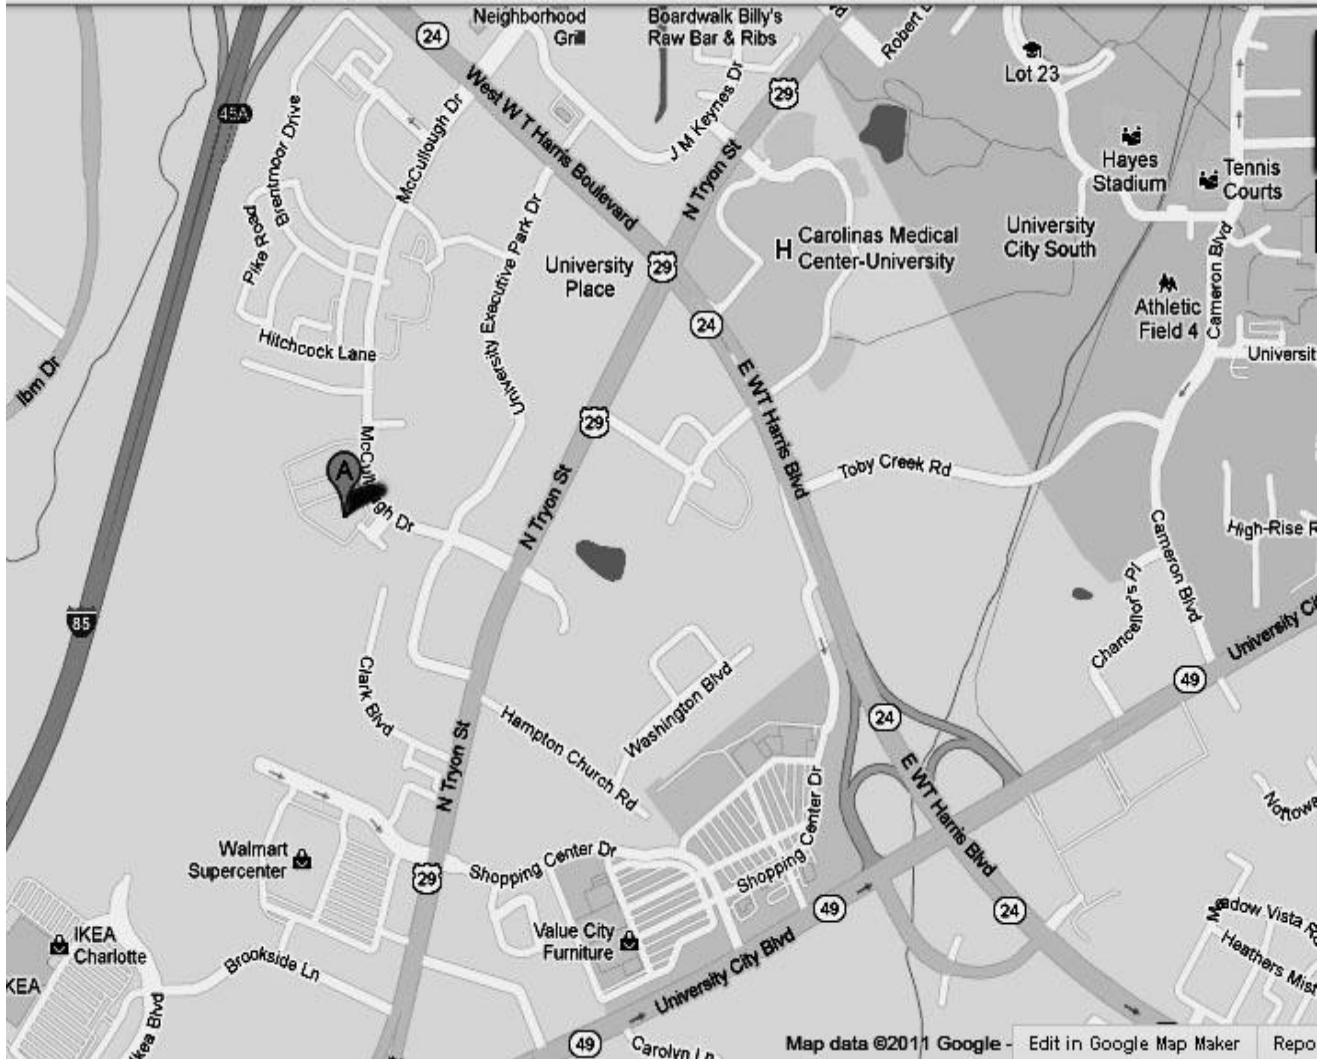 Neighborhood
Grill
Boardwalk Billy's
Raw Bar & Ribs
24
Lot 23
45A
West W T Harris Boulevard
29
J M Keynes Dr
Brentmoor Drive
McCullough Dr
Hayes
Stadium
Tennis
Courts
N Tryon St
Pike Road
University Executive Park Dr
University
Place
29
H
Carolinas Medical
Center-University
University
City South
Cameron Blvd
Athletic
Field 4
24
Hitchcock Lane
Ibm Dr
E WT Harris Blvd
29
Toby Creek Rd
A
McCullough Dr
N Tryon St
Cameron Blvd
85
Chancellor's Pl
49
Clark Blvd
Washington Blvd
Hampton Church Rd
24
N Tryon St
E WT Harris Blvd
Shopping Center Dr
Walmart
Supercenter
29
Shopping Center Dr
49
24
Value City
Furniture
IKEA
Charlotte
Brookside Ln
University City Blvd
49
Carolyn Ln
Map data ©2011 Google -
Edit in Google Map Maker